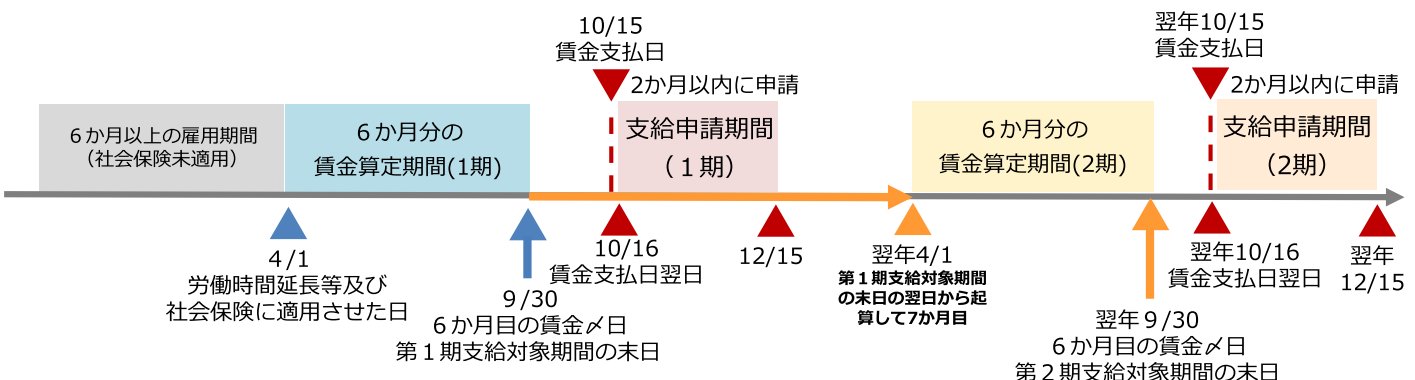 10/15
賃金支払日
2か月以内に申請
翌年10/15
賃金支払日
2か月以内に申請
６か月以上の雇用期間
（社会保険未適用）
６か月分の
賃金算定期間(1期)
支給申請期間
（１期）
６か月分の
賃金算定期間(2期)
支給申請期間
（2期）
４/1
労働時間延長等及び
社会保険に適用させた日
９/30
６か月目の賃金〆日
第１期支給対象期間の末日
10/16
賃金支払日翌日
12/15
翌年4/1
第１期支給対象期間
の末日の翌日から起
算して7か月目
翌年９/30
６か月目の賃金〆日
第２期支給対象期間の末日
翌年10/16
賃金支払日翌日
翌年
12/15